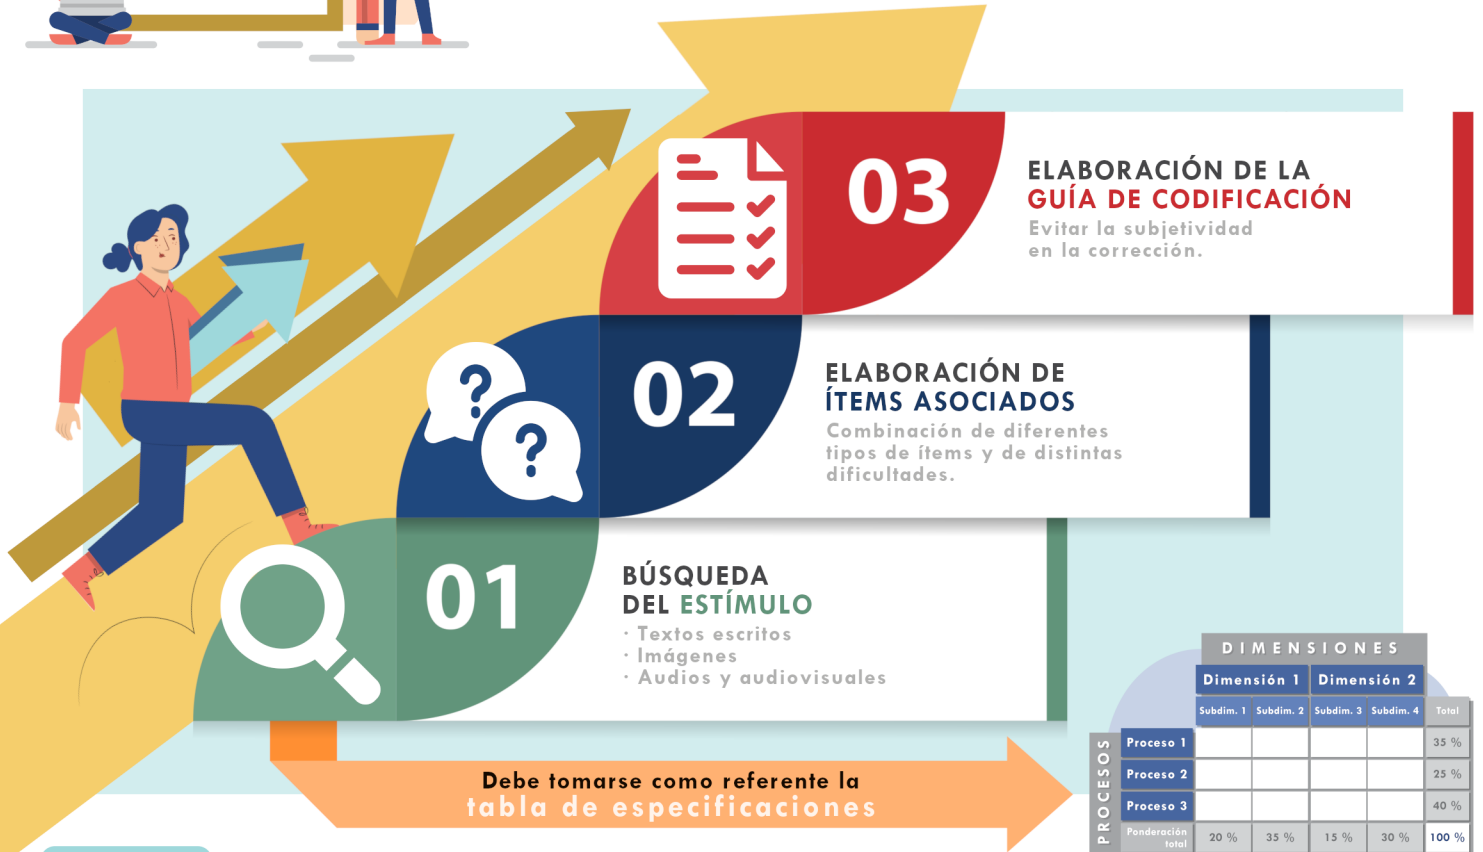 03
ELABORACIÓN DE LA
GUÍA DE CODIFICACIÓN
Evitar la subjetividad
en la corrección.
02
ELABORACIÓN DE
ÍTEMS ASOCIADOS
Combinación de diferentes
tipos de ítems y de distintas
dificultades.
? ?
01
BÚSQUEDA
DEL ESTÍMULO
· Textos escritos
· Imágenes
· Audios y audiovisuales
Debe tomarse como referente la
tabla de especificaciones
DIMENSIONES
Dimensión 1 Dimensión 2
Subdim. 1 Subdim. 2 Subdim. 3 Subdim. 4 Total
PROCESOS
Proceso 1 35 %
Proceso 2 25 %
Proceso 3 40 %
Ponderación
total 20 % 35 % 15 % 30 % 100 %